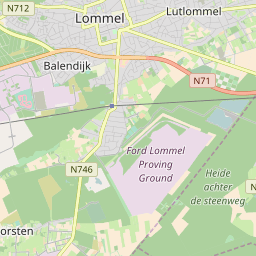 N712
Lommel
Lutlommel
Balendijk
N71
Ford Lommel
Proving
Ground
N746
Heide
achter
de steenweg
orsten